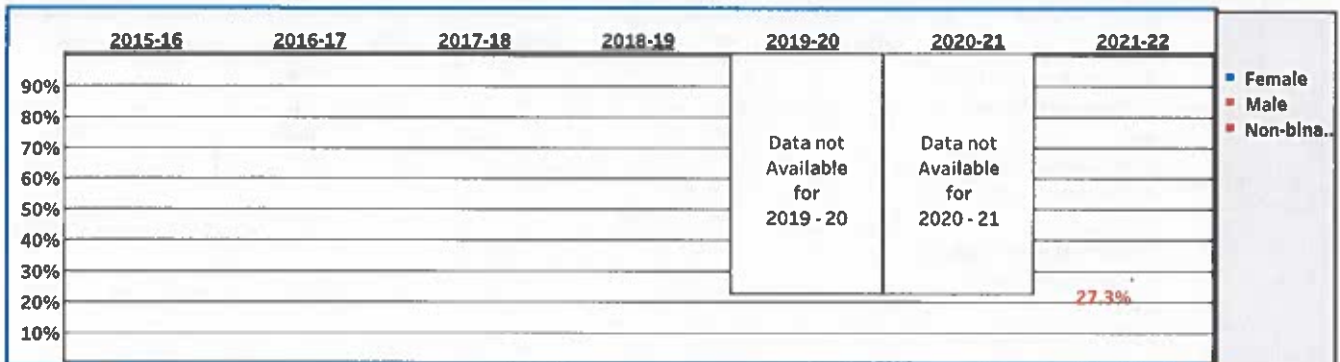 2015-16 2016-17 2017-18 2018-19 2019-20 2020-21 2021-22
90%
80%
70%
60%
50%
40%
30%
20%
10%
Data not
Available
for
2019 - 20
Data not
Available
for
2020 - 21
27.3%
Female
Male
Non-bina..